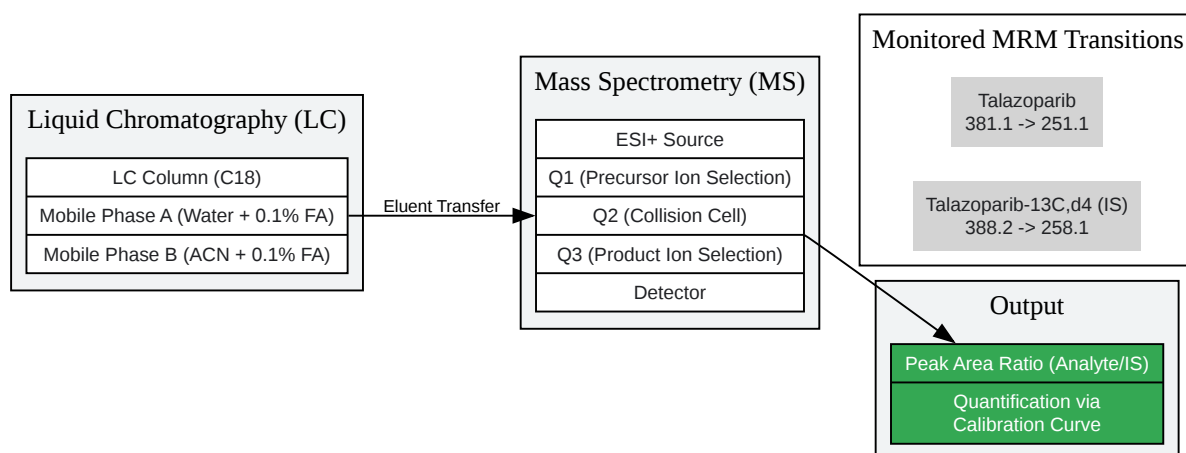 Liquid Chromatography (LC)
LC Column (C18)
Mobile Phase A (Water + 0.1% FA)
Mobile Phase B (ACN + 0.1% FA)
Eluent Transfer
Mass Spectrometry (MS)
ESI+ Source
Q1 (Precursor Ion Selection)
Q2 (Collision Cell)
Q3 (Product Ion Selection)
Detector
Monitored MRM Transitions
Talazoparib
381.1 -> 251.1
Talazoparib-13C,d4 (IS)
388.2 -> 258.1
Output
Peak Area Ratio (Analyte/IS)
Quantification via
Calibration Curve